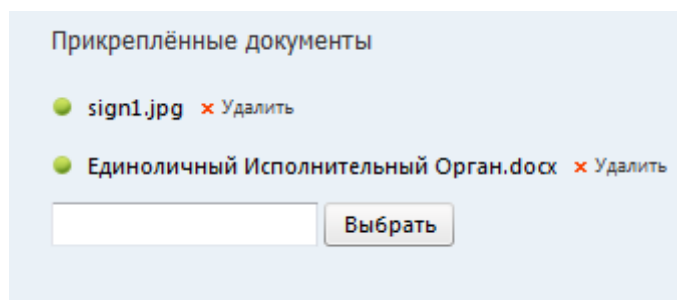 Прикреплённые документы
sign1.jpg × Удалить
Единоличный Исполнительный Орган.docx × Удалить
Выбрать